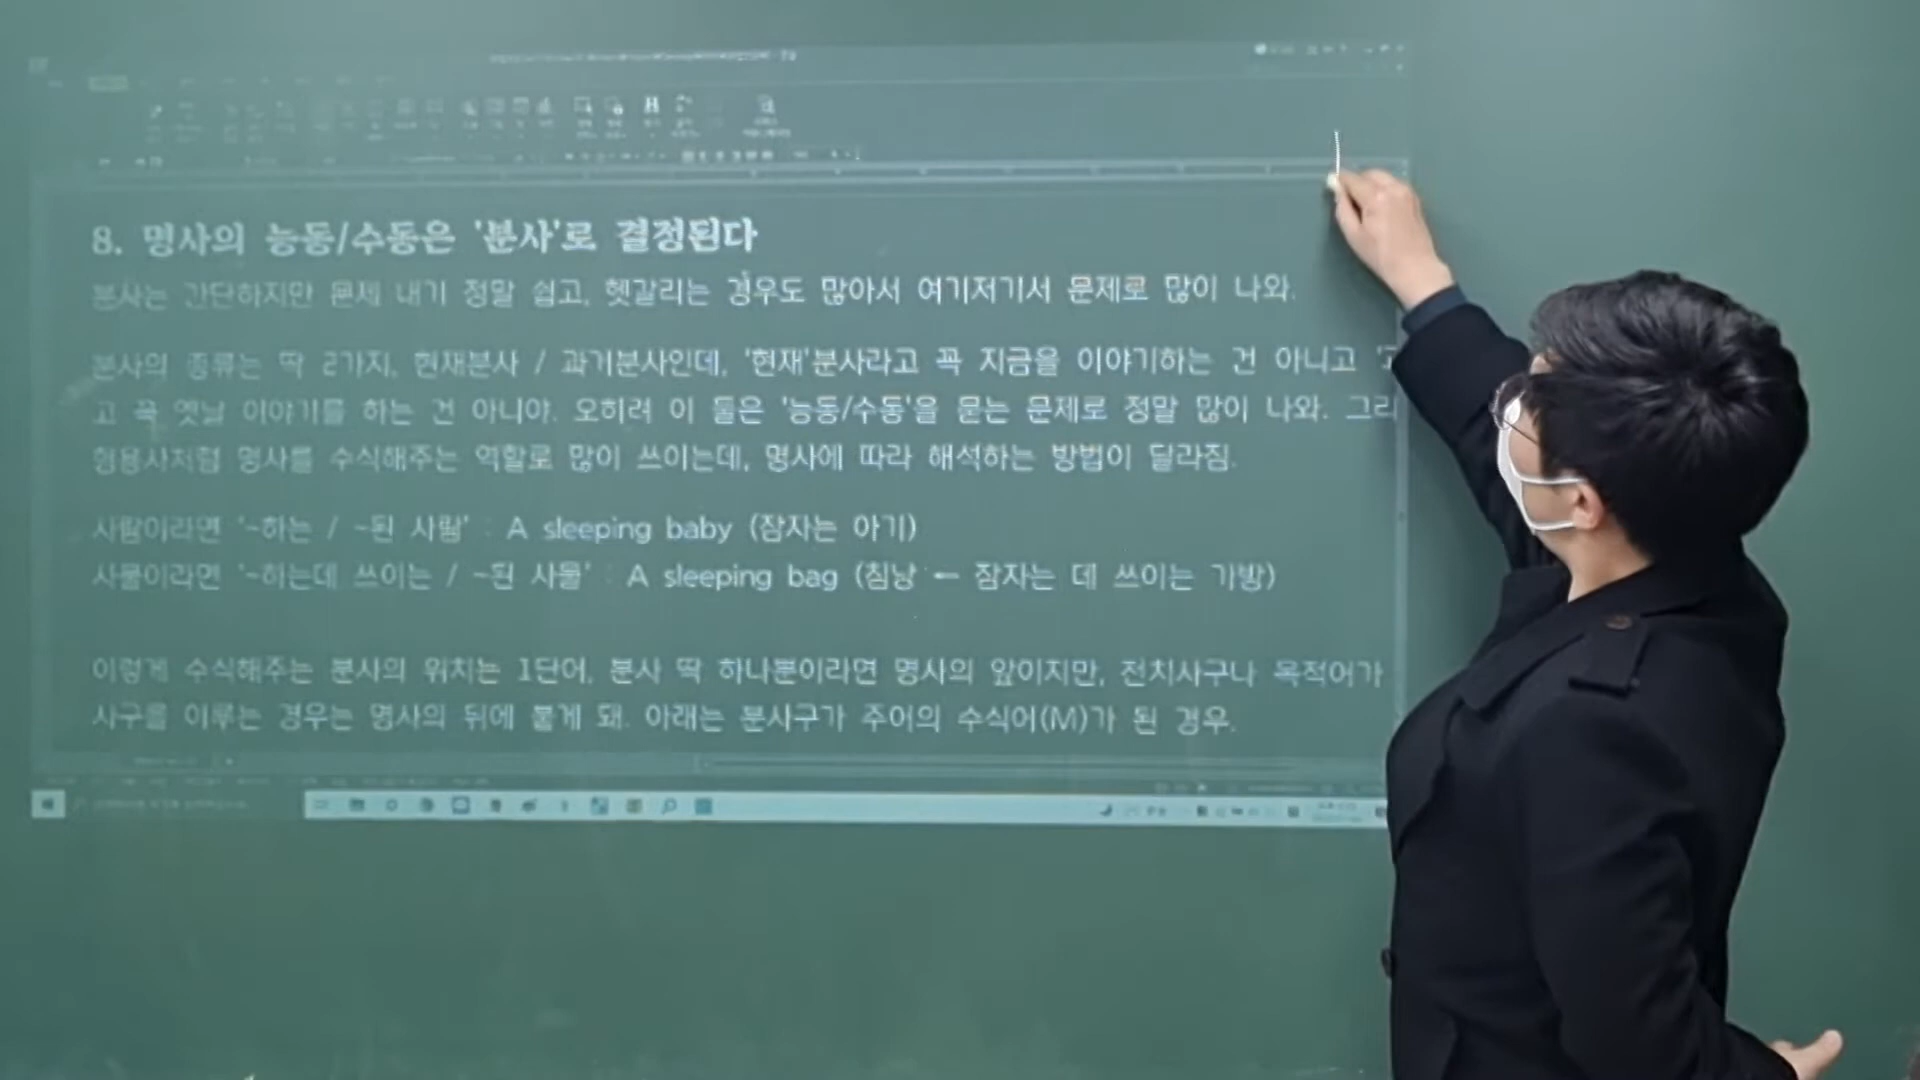 8. 명사의 능동/수동은 '분사'로 결정된다
분사는 간단하지만 문제 내기 정말 쉽고, 헷갈리는 경우도 많아서 여기저기서 문제로 많이 나와.
분사의 종류는 딱 2가지, 현재분사 / 과거분사인데, '현재'분사라고 꼭 지금을 이야기하는 건 아니고
고 꼭 옛날 이야기를 하는 건 아니야. 오히려 이 둘은 '능동/수동'을 묻는 문제로 정말 많이 나와. 그리
형용사처럼 명사를 수식해주는 역할로 많이 쓰이는데, 명사에 따라 해석하는 방법이 달라짐.
사람이라면 '~하는 / ~된 사람' : A sleeping baby (잠자는 아기)
사물이라면 '~하는데 쓰이는 / ~된 사물' : A sleeping bag (침낭 ← 잠자는 데 쓰이는 가방)
이렇게 수식해주는 분사의 위치는 1단어, 분사 딱 하나뿐이라면 명사의 앞이지만, 전치사구나 목적어가
사구를 이루는 경우는 명사의 뒤에 붙게 돼. 아래는 분사구가 주어의 수식어(M)가 된 경우.